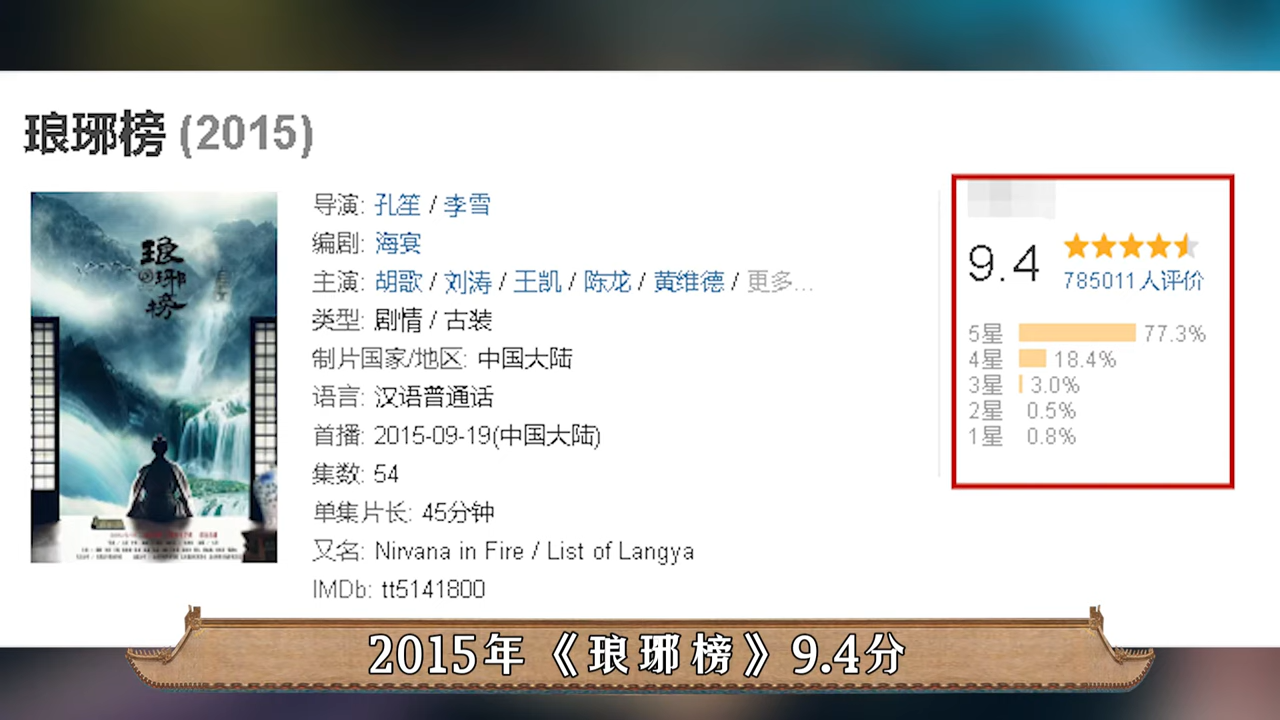 琅琊榜 (2015)
琅琊榜
导演: 孔笙 / 李雪
编剧: 海宴
主演: 胡歌 / 刘涛 / 王凯 / 陈龙 / 黄维德 / 更多...
类型: 剧情 / 古装
制片国家/地区: 中国大陆
语言: 汉语普通话
首播: 2015-09-19(中国大陆)
集数: 54
单集片长: 45分钟
又名: Nirvana in Fire / List of Langya
IMDb: tt5141800
9.4
785011人评价
5星 77.3%
4星 18.4%
3星 3.0%
2星 0.5%
1星 0.8%
2015年《琅琊榜》9.4分